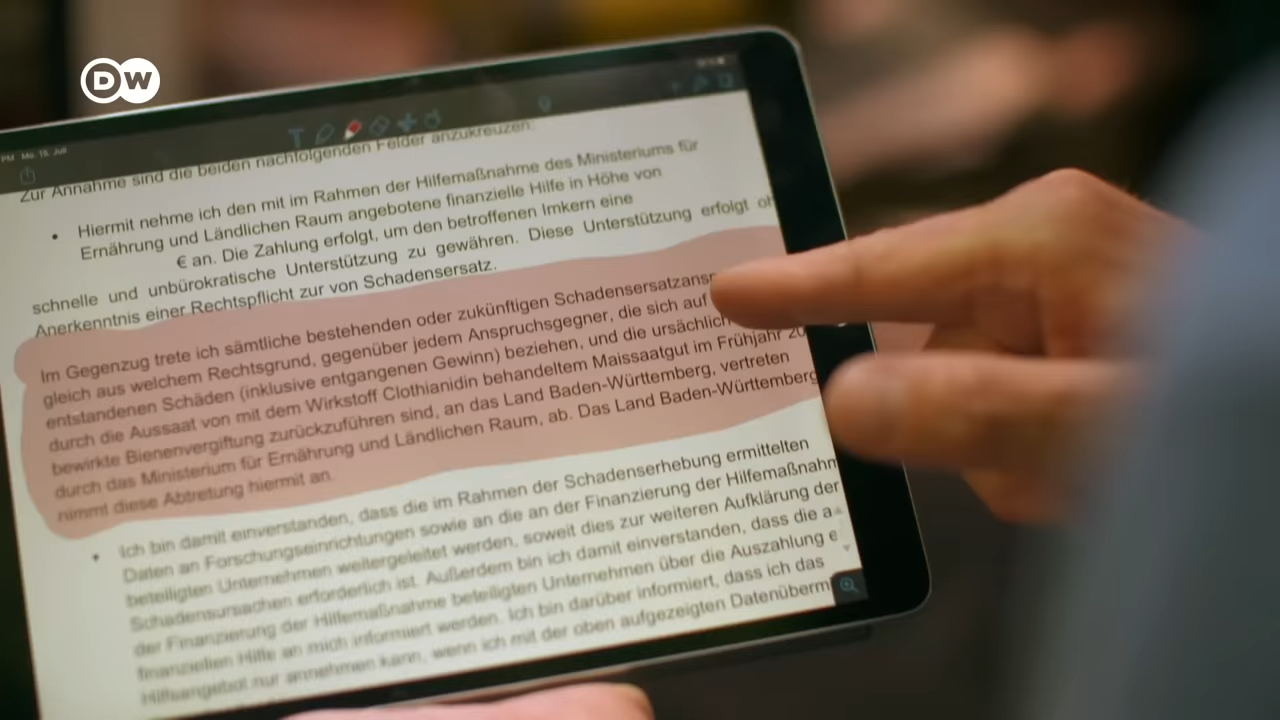 DW
PM Mo. 15. Juli
Zur Annahme sind die beiden nachfolgenden Felder anzukreuzen:
• Hiermit nehme ich den mit im Rahmen der Hilfemaßnahme des Ministeriums für
Ernährung und Ländlichen Raum angebotene finanzielle Hilfe in Höhe von
€ an. Die Zahlung erfolgt, um den betroffenen Imkern eine
schnelle und unbürokratische Unterstützung zu gewähren. Diese Unterstützung erfolgt oh
Anerkenntnis einer Rechtspflicht zur von Schadensersatz.
Im Gegenzug trete ich sämtliche bestehenden oder zukünftigen Schadensersatzansp
gleich aus welchem Rechtsgrund, gegenüber jedem Anspruchsgegner, die sich auf
entstandenen Schäden (inklusive entgangenen Gewinn) beziehen, und die ursächlich
durch die Aussaat von mit dem Wirkstoff Clothianidin behandeltem Maissaatgut im Frühjahr 20
bewirkte Bienenvergiftung zurückzuführen sind, an das Land Baden-Württemberg, vertreten
durch das Ministerium für Ernährung und Ländlichen Raum, ab. Das Land Baden-Württemberg
nimmt diese Abtretung hiermit an.
• Ich bin damit einverstanden, dass die im Rahmen der Schadenserhebung ermittelten
Daten an Forschungseinrichtungen sowie an die an der Finanzierung der Hilfemaßnahm
beteiligten Unternehmen weitergeleitet werden, soweit dies zur weiteren Aufklärung der
Schadensursachen erforderlich ist. Außerdem bin ich damit einverstanden, dass die a
der Finanzierung der Hilfemaßnahme beteiligten Unternehmen über die Auszahlung e
finanziellen Hilfe an mich informiert werden. Ich bin darüber informiert, dass ich das
Hilfsangebot nur annehmen kann, wenn ich mit der oben aufgezeigten Datenüberm